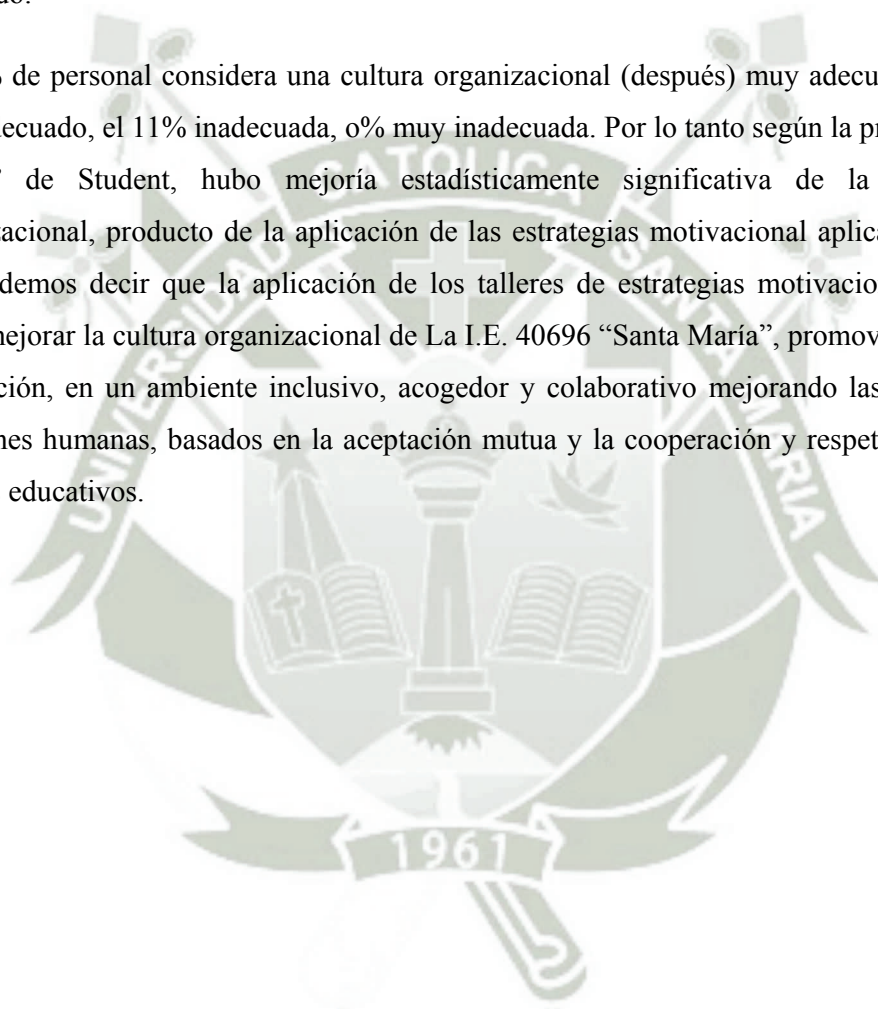 de personal considera una cultura organizacional (después) muy adecu
ecuado, el 11% inadecuada, o% muy inadecuada. Por lo tanto según la p
de Student, hubo mejoría estadísticamente significativa de la
acional, producto de la aplicación de las estrategias motivacional aplica
demos decir que la aplicación de los talleres de estrategias motivacio
mejorar la cultura organizacional de La I.E. 40696 “Santa María”, promov
ción, en un ambiente inclusivo, acogedor y colaborativo mejorando las
nes humanas, basados en la aceptación mutua y la cooperación y respet
educativos.
UNIVERSIDAD CATOLICA SANTA MARIA
1961